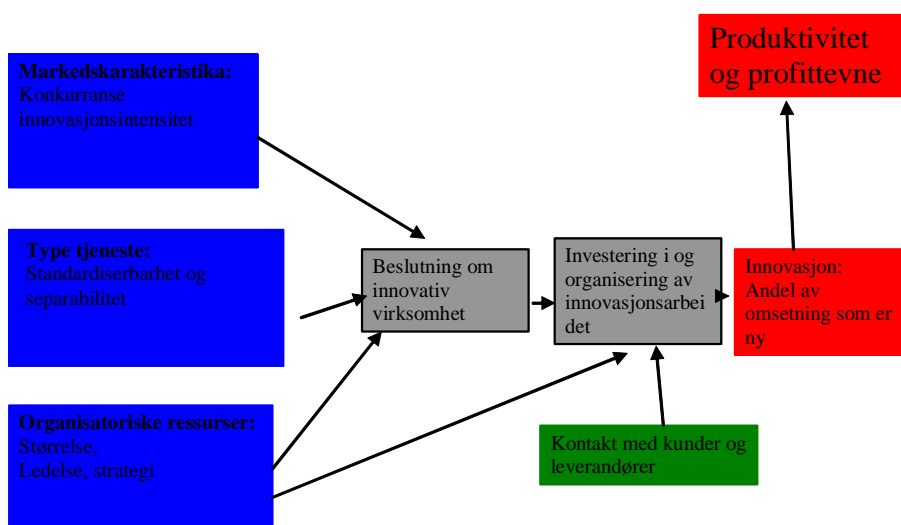 Produktivitet
og profittevne
Markedskarakteristika:
Konkurranse
innovasjonsintensitet
Type tjeneste:
Standardiserbarhet og
separabilitet
Beslutning om
innovativ
virksomhet
Investering i og
organisering av
innovasjonsarbei
det
Innovasjon:
Andel av
omsetning som er
ny
Organisatoriske ressurser:
Størrelse,
Ledelse, strategi
Kontakt med kunder og
leverandører